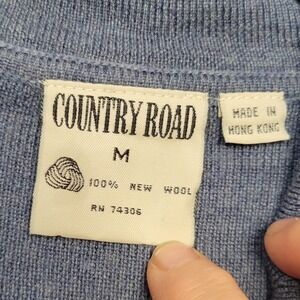 COUNTRY ROAD
M
100% NEW WOOL
RN 74306
MADE IN
HONG KONG